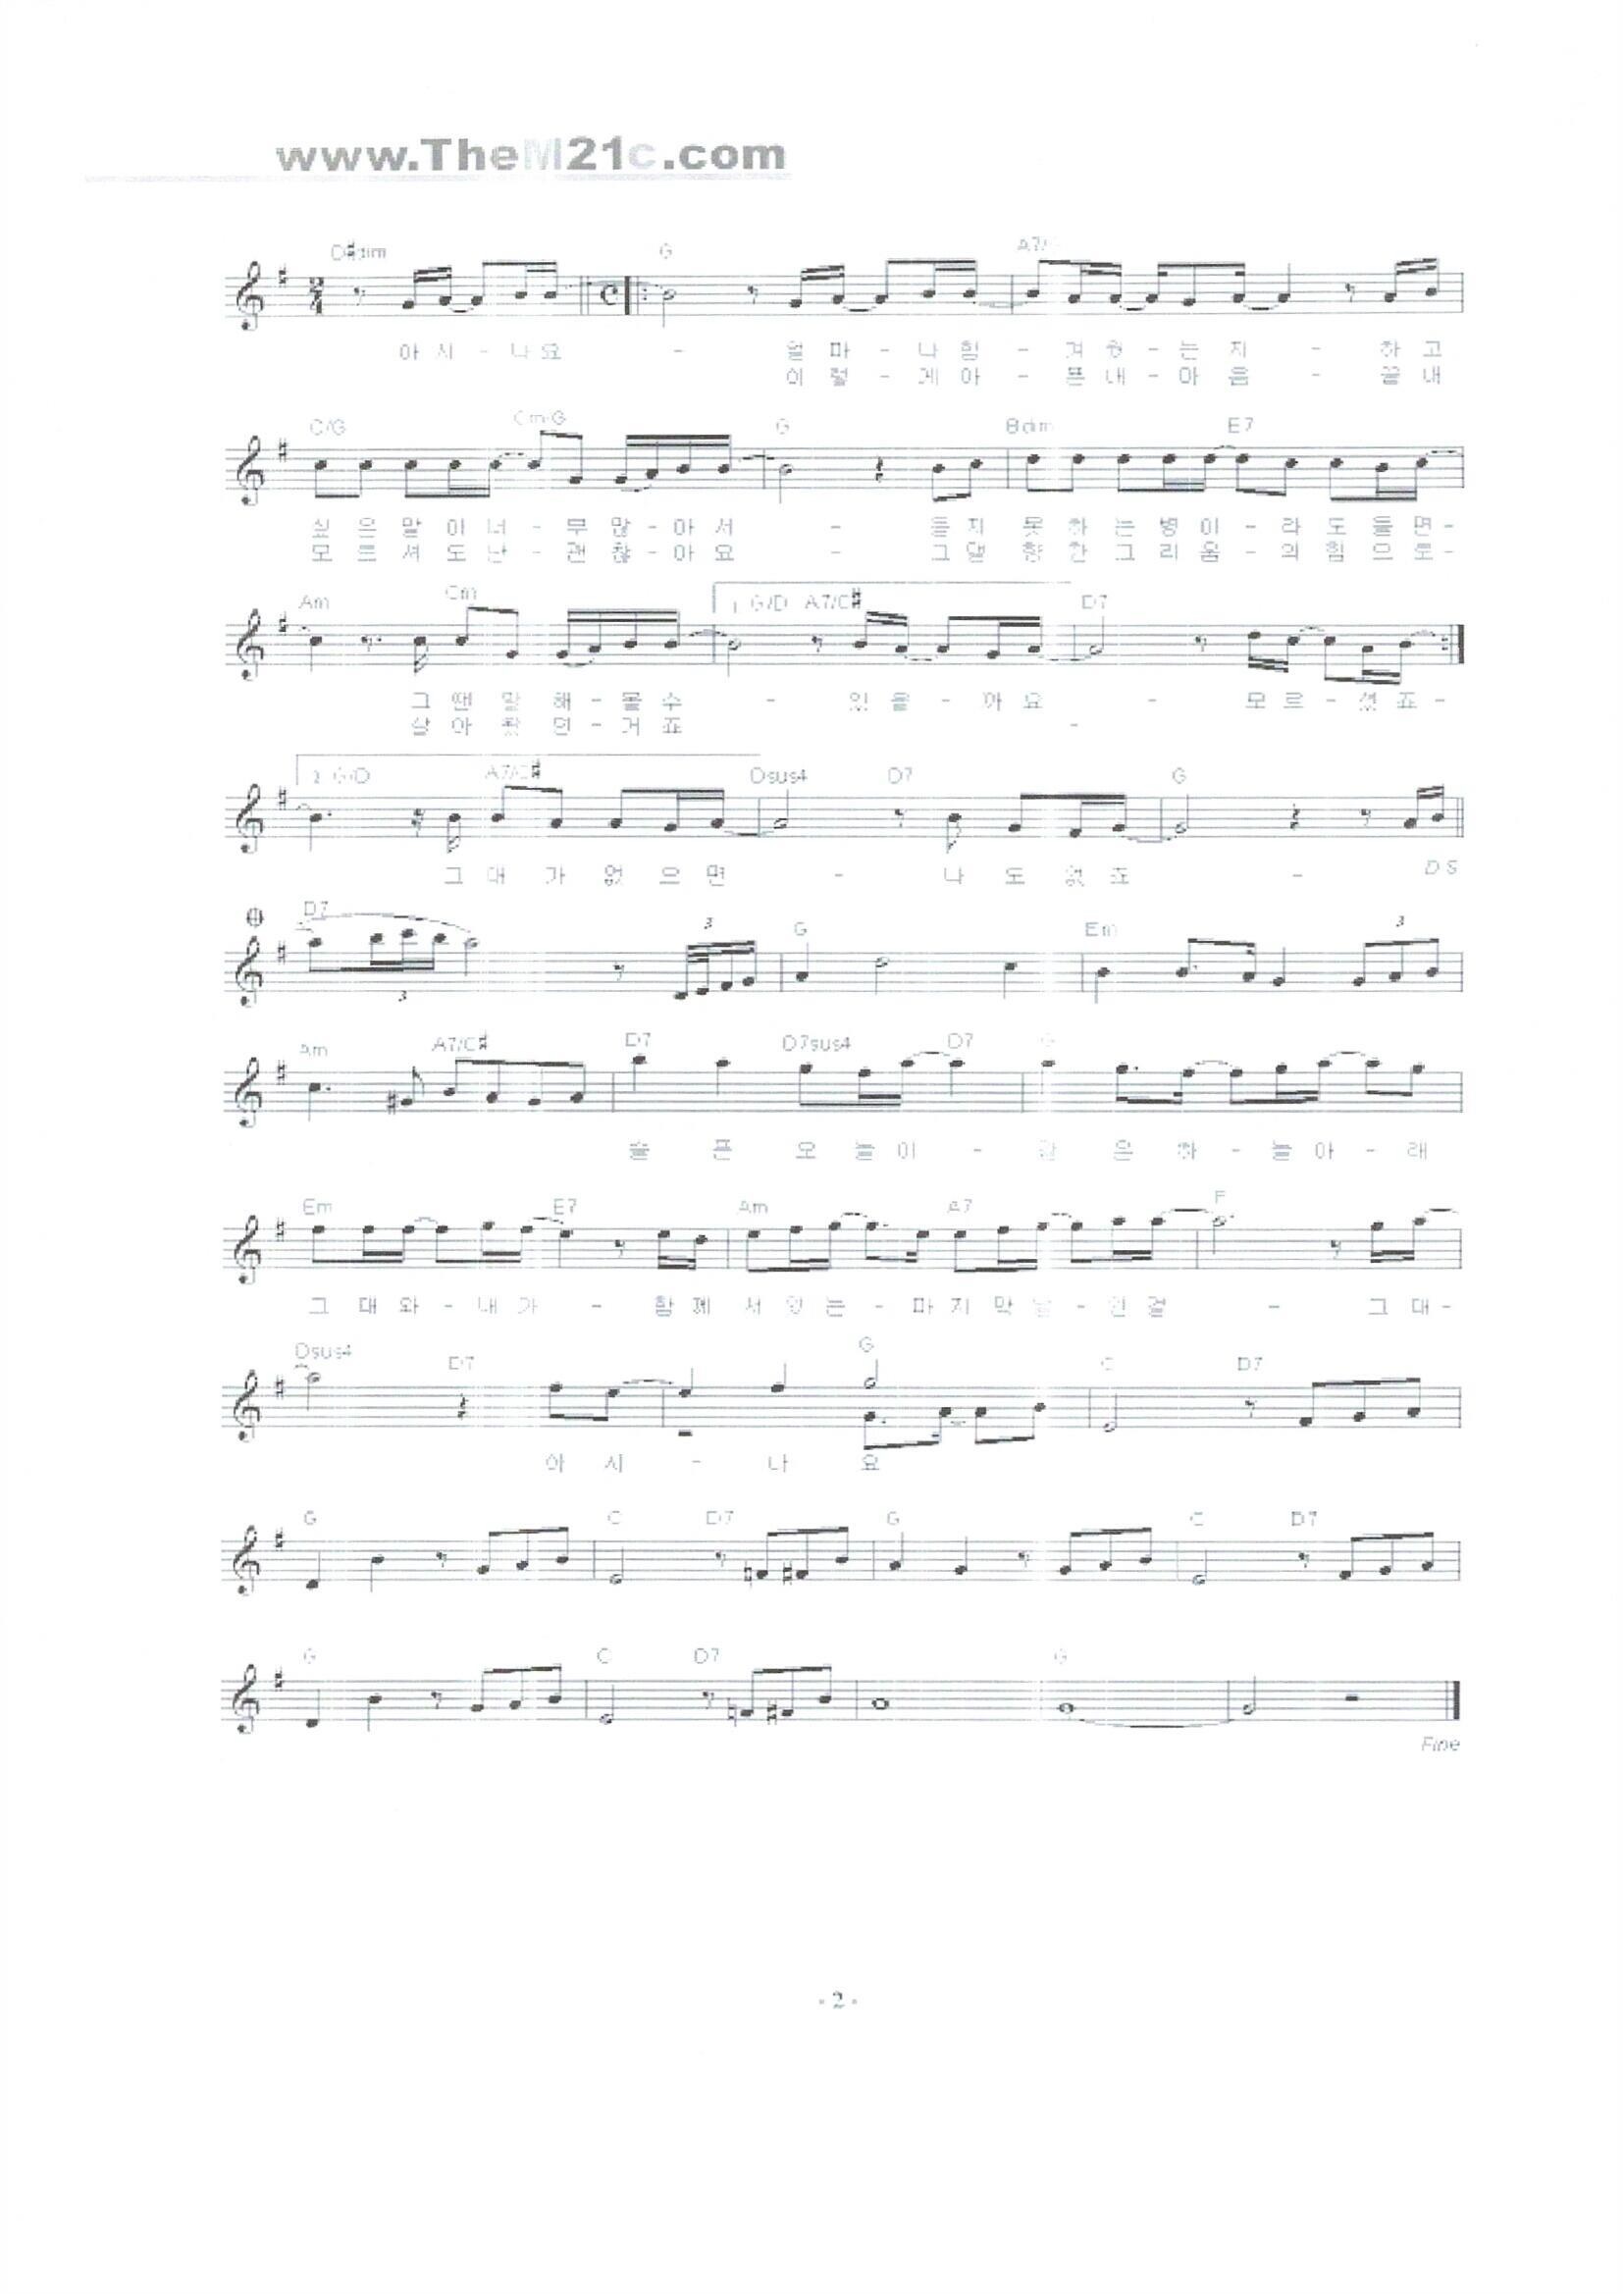 www.TheM21c.com
D#dim G A7/
아 시 - 나 요 - 얼 마 - 나 힘 - 겨 웠 - 는 지 - 하 고
이 렇 - 게 아 - 픈 내 - 마 음 - 끝 내
C/G Cm/G G Bdim E7
싶 은 말 이 너 - 무 많 - 아 서 - 듣 지 못 하 는 병 이 - 라 도 들 면 -
모 르 셔 도 난 - 괜 찮 - 아 요 - 그 댈 향 한 그 리 움 - 의 힘 으 로 -
Am Cm 1 G/D A7/C# D7
그 땐 말 해 - 볼 수 - 있 을 - 까 요 - 모 르 - 셨 죠 -
살 아 왔 던 - 거 죠 -
2 G/D A7/C# Dsus4 D7 G
그 대 가 없 으 면 - 나 도 없 죠 -
D S
D7 3 3 G Em 3
Am A7/C# D7 D7sus4 D7 G
슬 픈 오 늘 이 - 같 은 하 - 늘 아 - 래
Em E7 Am A7 F
그 대 와 - 내 가 - 함 께 서 있 는 - 마 지 막 날 - 인 걸 - 그 대 -
Dsus4 D7 G C D7
아 시 - 나 요
G C D7 G C D7
G C D7 G
Fine
- 2 -